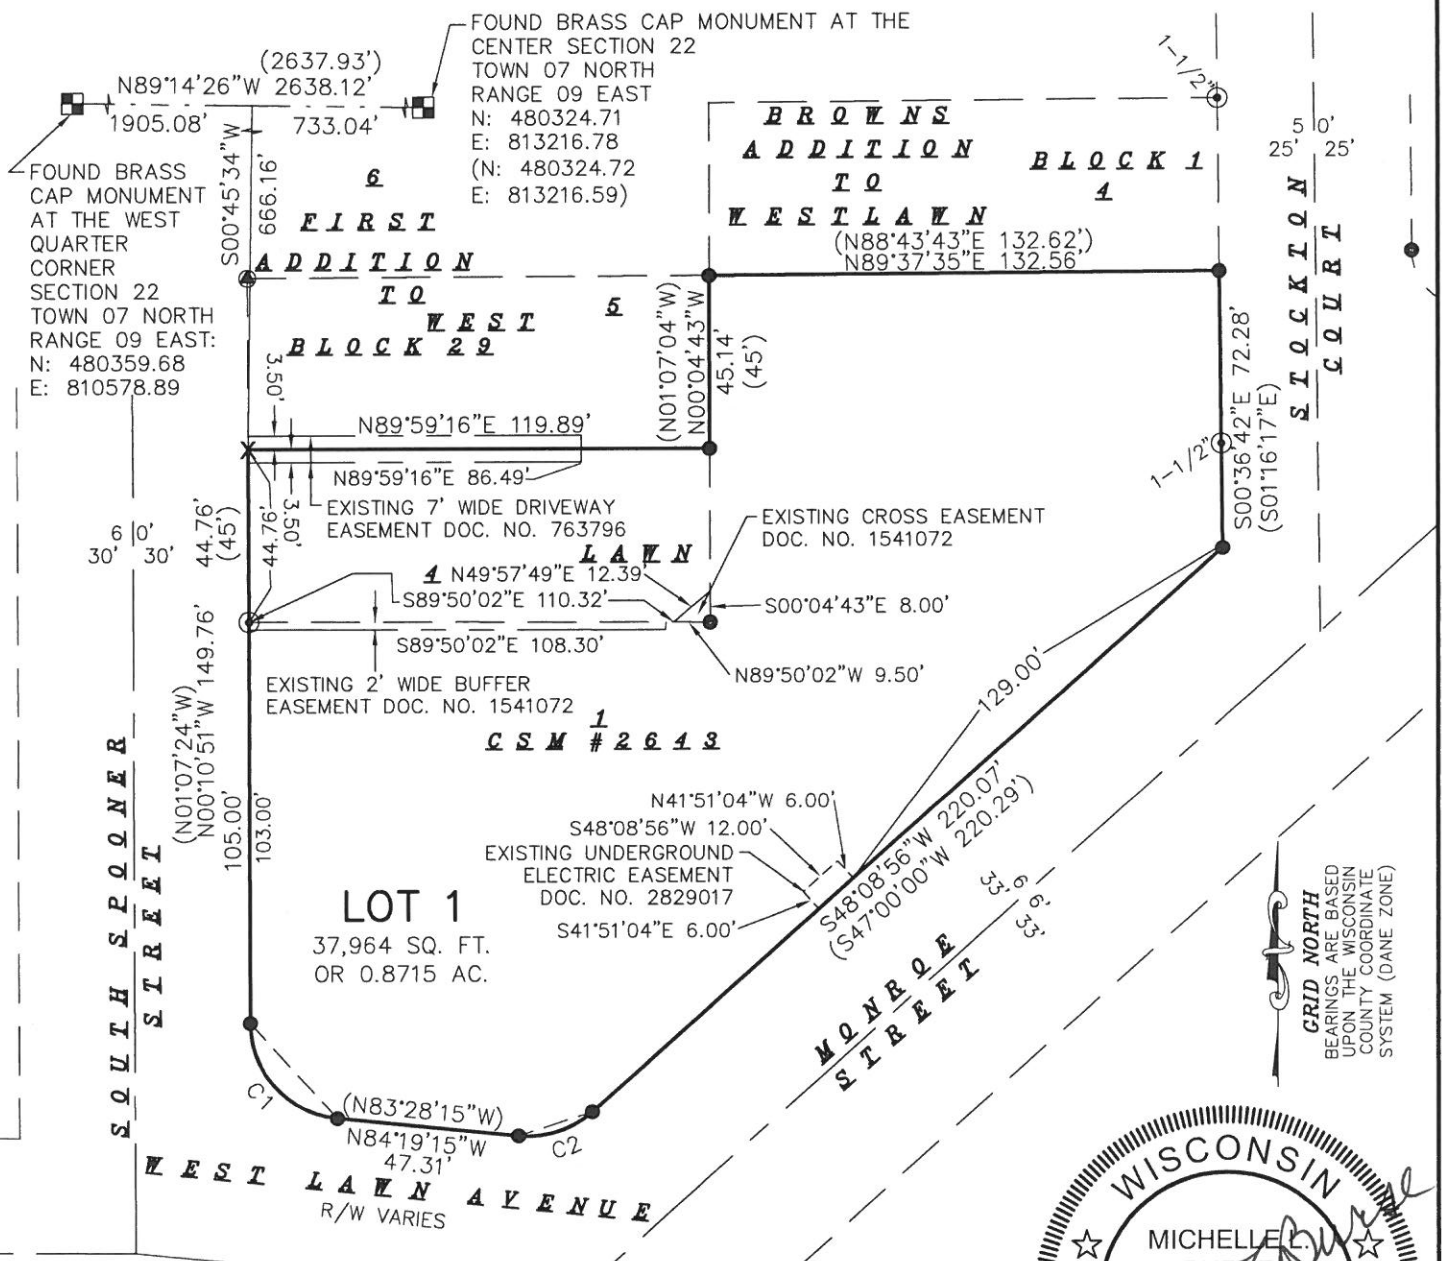 FOUND BRASS CAP MONUMENT AT THE
CENTER SECTION 22
TOWN 07 NORTH
RANGE 09 EAST
N: 480324.71
E: 813216.78
(N: 480324.72
E: 813216.59)
(2637.93')
N89°14'26"W 2638.12'
1905.08'
733.04'
S00°45'34"W
666.16'
FOUND BRASS
CAP MONUMENT
AT THE WEST
QUARTER
CORNER
SECTION 22
TOWN 07 NORTH
RANGE 09 EAST:
N: 480359.68
E: 810578.89
6
FIRST
ADDITION
TO
WEST
BLOCK 29
5
LAWN
4
BROWNS
ADDITION
TO
WESTLAWN
BLOCK 1
4
1-1/2"
50'
25' 25'
STOCKTON
COURT
(N88°43'43"E 132.62')
N89°37'35"E 132.56'
(N01°07'04"W)
N00°04'43"W
45.14'
(45')
S00°36'42"E 72.28'
(S01°16'17"E)
1-1/2"
3.50'
N89°59'16"E 119.89'
N89°59'16"E 86.49'
3.50'
EXISTING 7' WIDE DRIVEWAY
EASEMENT DOC. NO. 763796
44.76'
(45')
44.76'
60'
30' 30'
EXISTING CROSS EASEMENT
DOC. NO. 1541072
N49°57'49"E 12.39'
S89°50'02"E 110.32'
S00°04'43"E 8.00'
S89°50'02"E 108.30'
N89°50'02"W 9.50'
EXISTING 2' WIDE BUFFER
EASEMENT DOC. NO. 1541072
1
CSM #2643
(N01°07'24"W)
N00°10'51"W 149.76'
105.00'
103.00'
SOUTH SPOONER
STREET
129.00'
N41°51'04"W 6.00'
S48°08'56"W 12.00'
EXISTING UNDERGROUND
ELECTRIC EASEMENT
DOC. NO. 2829017
S41°51'04"E 6.00'
S48°08'56"W 220.07'
(S47°00'00"W 220.29')
66'
33' 33'
MONROE
STREET
LOT 1
37,964 SQ. FT.
OR 0.8715 AC.
C1
(N83°28'15"W)
N84°19'15"W
47.31'
C2
WEST LAWN AVENUE
R/W VARIES
GRID NORTH
BEARINGS ARE BASED
UPON THE WISCONSIN
COUNTY COORDINATE
SYSTEM (DANE ZONE)
WISCONSIN
MICHELLE L.